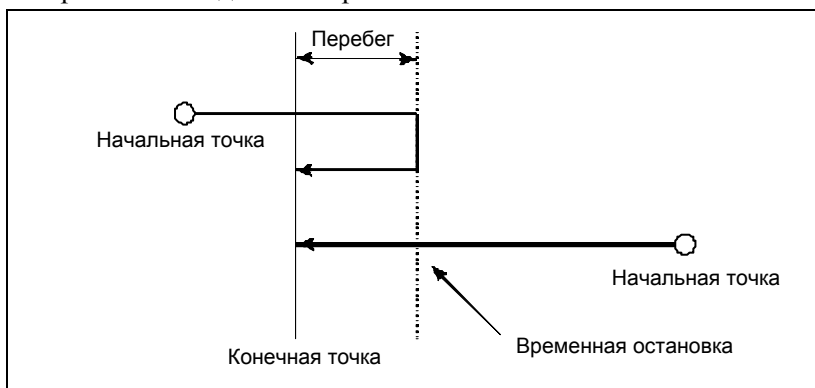 Перебег
Начальная точка
Начальная точка
Временная остановка
Конечная точка